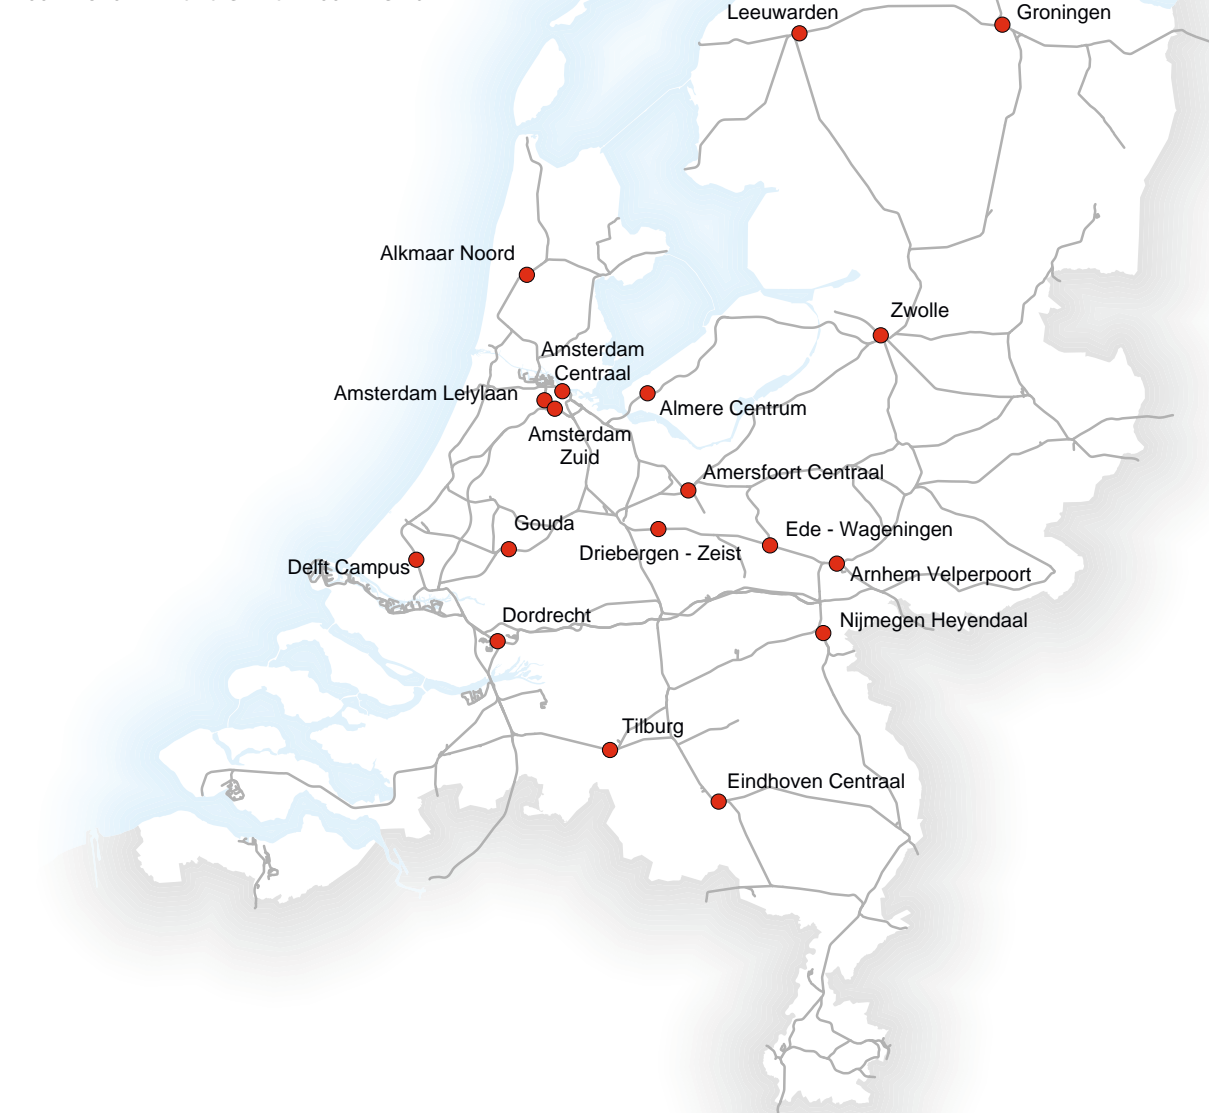 Leeuwarden
Groningen
Alkmaar Noord
Zwolle
Amsterdam
Centraal
Amsterdam Lelylaan
Almere Centrum
Amsterdam
Zuid
Amersfoort Centraal
Gouda
Ede - Wageningen
Driebergen - Zeist
Delft Campus
Arnhem Velperpoort
Dordrecht
Nijmegen Heyendaal
Tilburg
Eindhoven Centraal